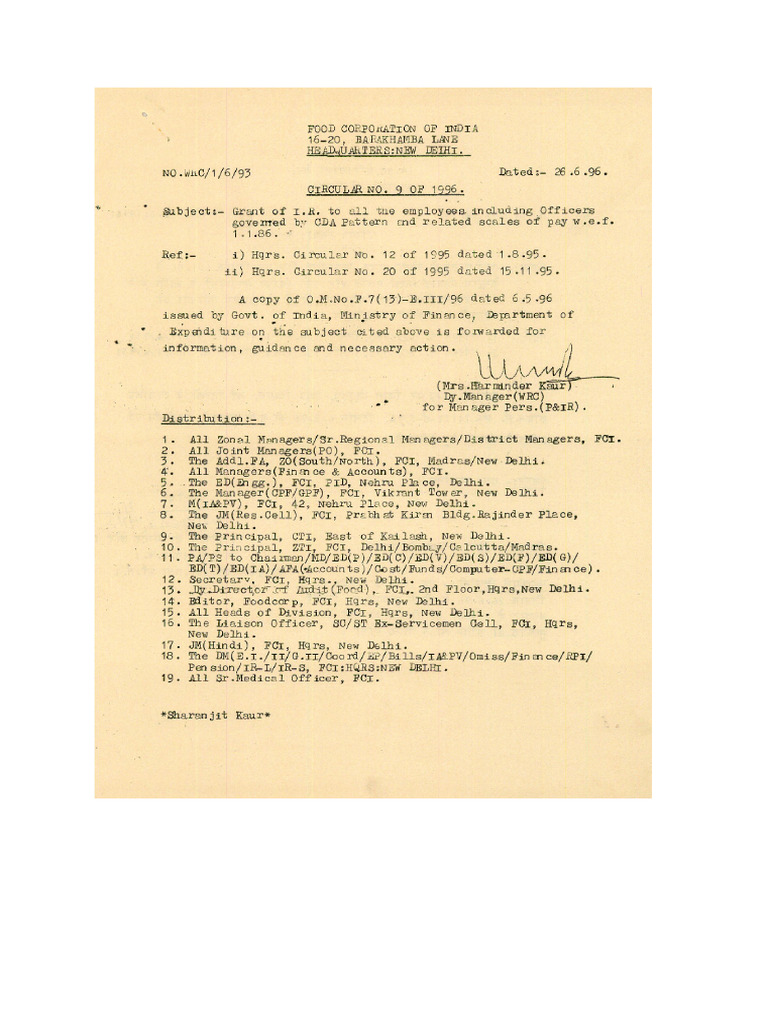 FOOD CORPORATION OF INDIA
16-20, BARAKHAMBA LANE
HEADQUARTERS:NEW DELHI.
NO.WRC/1/6/93 Dated:- 26.6.96.
CIRCULAR NO. 9 OF 1996.
Subject:- Grant of I.R. to all the employees including Officers
governed by CDA Pattern and related scales of pay w.e.f.
1.1.86.
Ref:- i) Hqrs. Circular No. 12 of 1995 dated 1.8.95.
ii) Hqrs. Circular No. 20 of 1995 dated 15.11.95.
A copy of O.M.No.F.7(13)-E.III/96 dated 6.5.96
issued by Govt. of India, Ministry of Finance, Department of
Expenditure on the subject cited above is forwarded for
information, guidance and necessary action.
(Mrs.Harminder Kaur)
Dy.Manager(WRC)
for Manager Pers.(P&IR).
Distribution:-
1. All Zonal Managers/Sr.Regional Managers/District Managers, FCI.
2. All Joint Managers(PO), FCI.
3. The Addl.FA, ZO(South/North), FCI, Madras/New Delhi.
4. All Managers(Finance & Accounts), FCI.
5. The ED(Engg.), FCI, PID, Nehru Place, Delhi.
6. The Manager(CPF/GPF), FCI, Vikrant Tower, New Delhi.
7. M(IA&PV), FCI, 42, Nehru Place, New Delhi.
8. The JM(Res.Cell), FCI, Prabhat Kiran Bldg.Rajinder Place,
New Delhi.
9. The Principal, CTI, East of Kailash, New Delhi.
10. The Principal, ZTI, FCI, Delhi/Bombay/Calcutta/Madras.
11. PA/PS to Chairman/MD/ED(P)/ED(C)/ED(V)/ED(S)/ED(F)/ED(G)/
ED(T)/ED(IA)/AFA(Accounts)/Cost/Funds/Computer-CPF/Finance).
12. Secretary, FCI, Hqrs., New Delhi.
13. Dy.Director of Audit(Food), FCI, 2nd Floor,Hqrs,New Delhi.
14. Editor, Foodcorp, FCI, Hqrs, New Delhi.
15. All Heads of Division, FCI, Hqrs, New Delhi.
16. The Liaison Officer, SC/ST Ex-Servicemen Cell, FCI, Hqrs,
New Delhi.
17. JM(Hindi), FCI, Hqrs, New Delhi.
18. The DM(E.I./II/G.II/Coord/EP/Bills/IA&PV/Omiss/Finance/RPI/
Pension/IR-L/IR-S, FCI:HQRS:NEW DELHI.
19. All Sr.Medical Officer, FCI.
*Sharanjit Kaur*